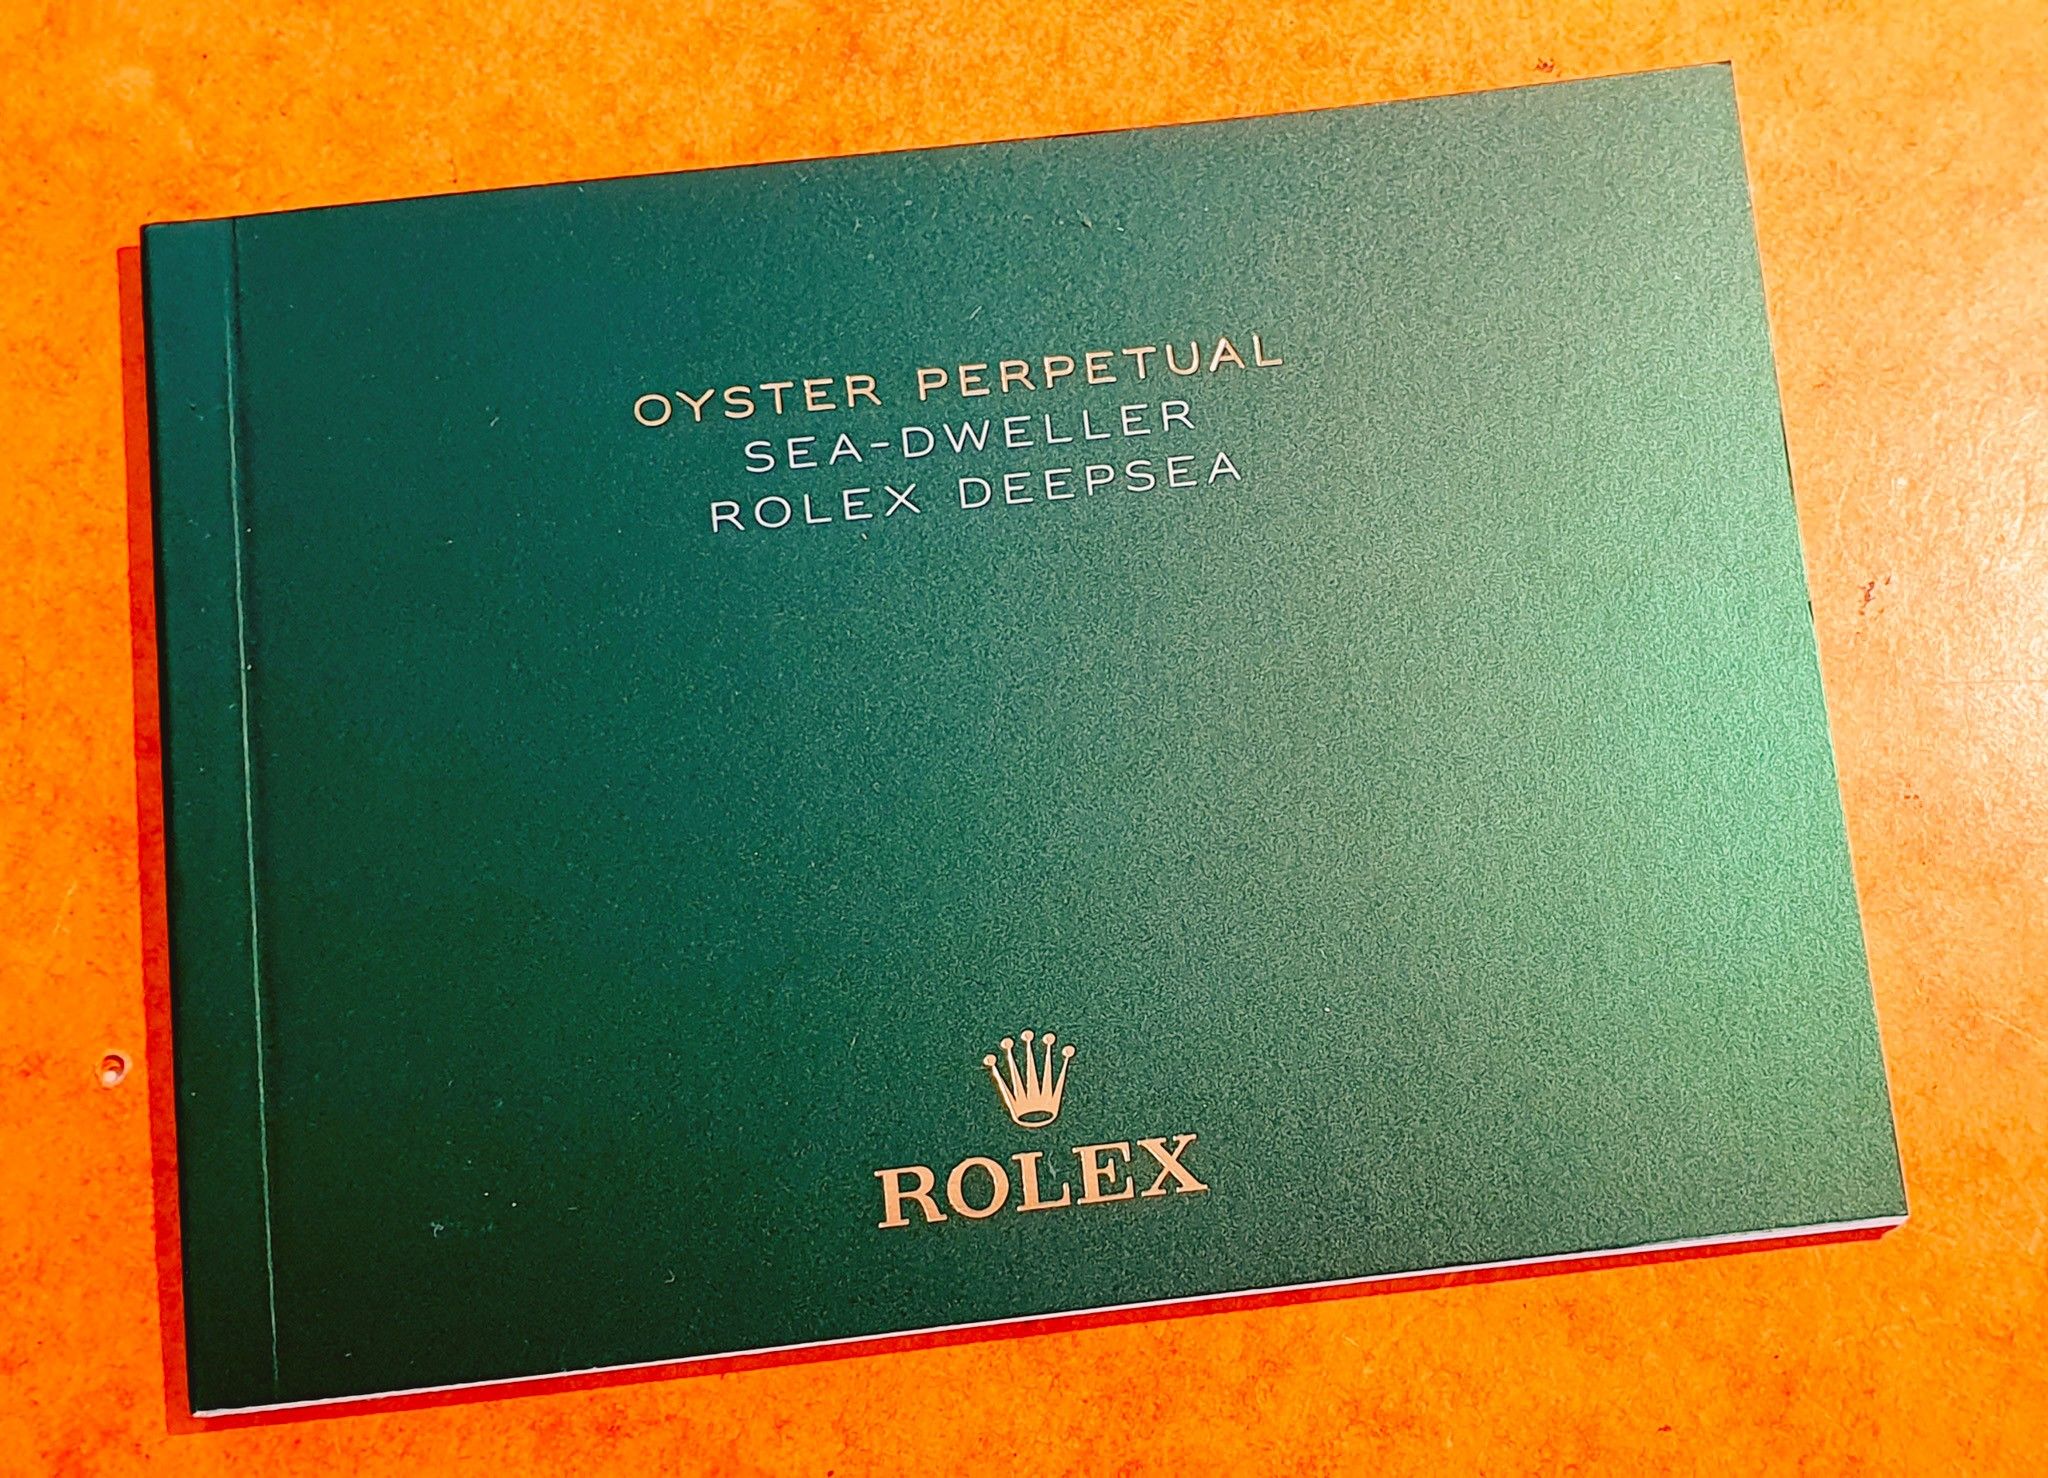 OYSTER PERPETUAL
SEA-DWELLER
ROLEX DEEPSEA
ROLEX